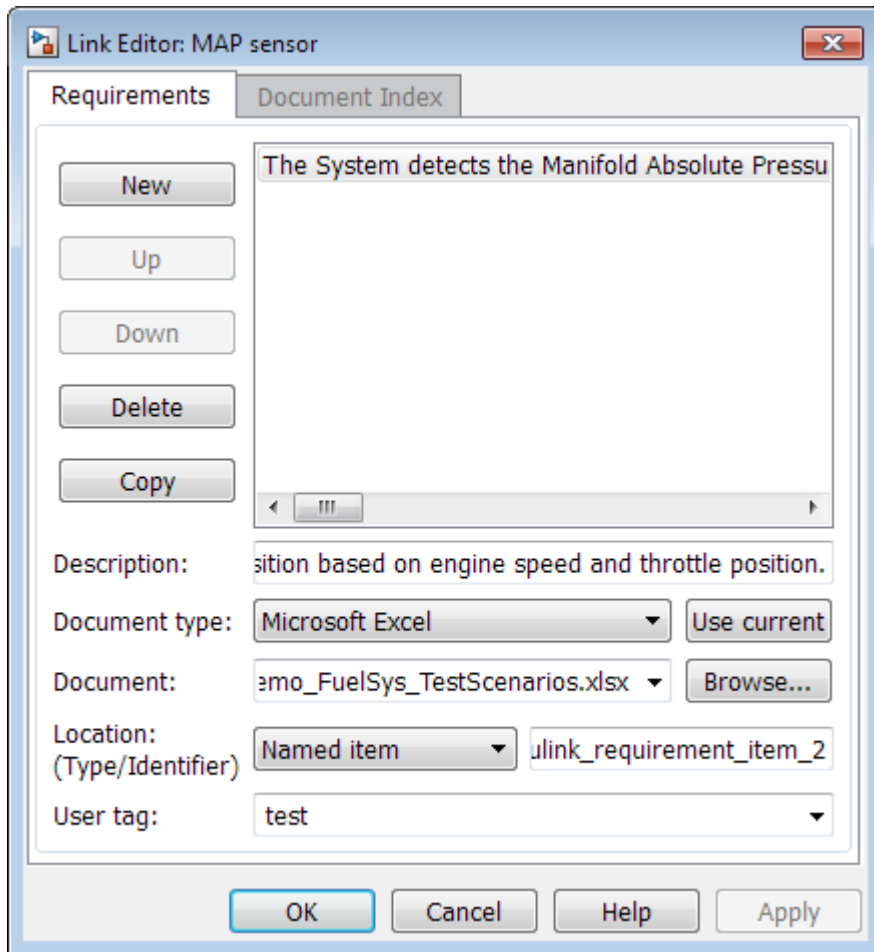 Link Editor: MAP sensor
Requirements
Document Index
New
The System detects the Manifold Absolute Pressu
Up
Down
Delete
Copy
Description: sition based on engine speed and throttle position.
Document type: Microsoft Excel Use current
Document: emo_FuelSys_TestScenarios.xlsx Browse...
Location:
(Type/Identifier) Named item ulink_requirement_item_2
User tag: test
OK Cancel Help Apply